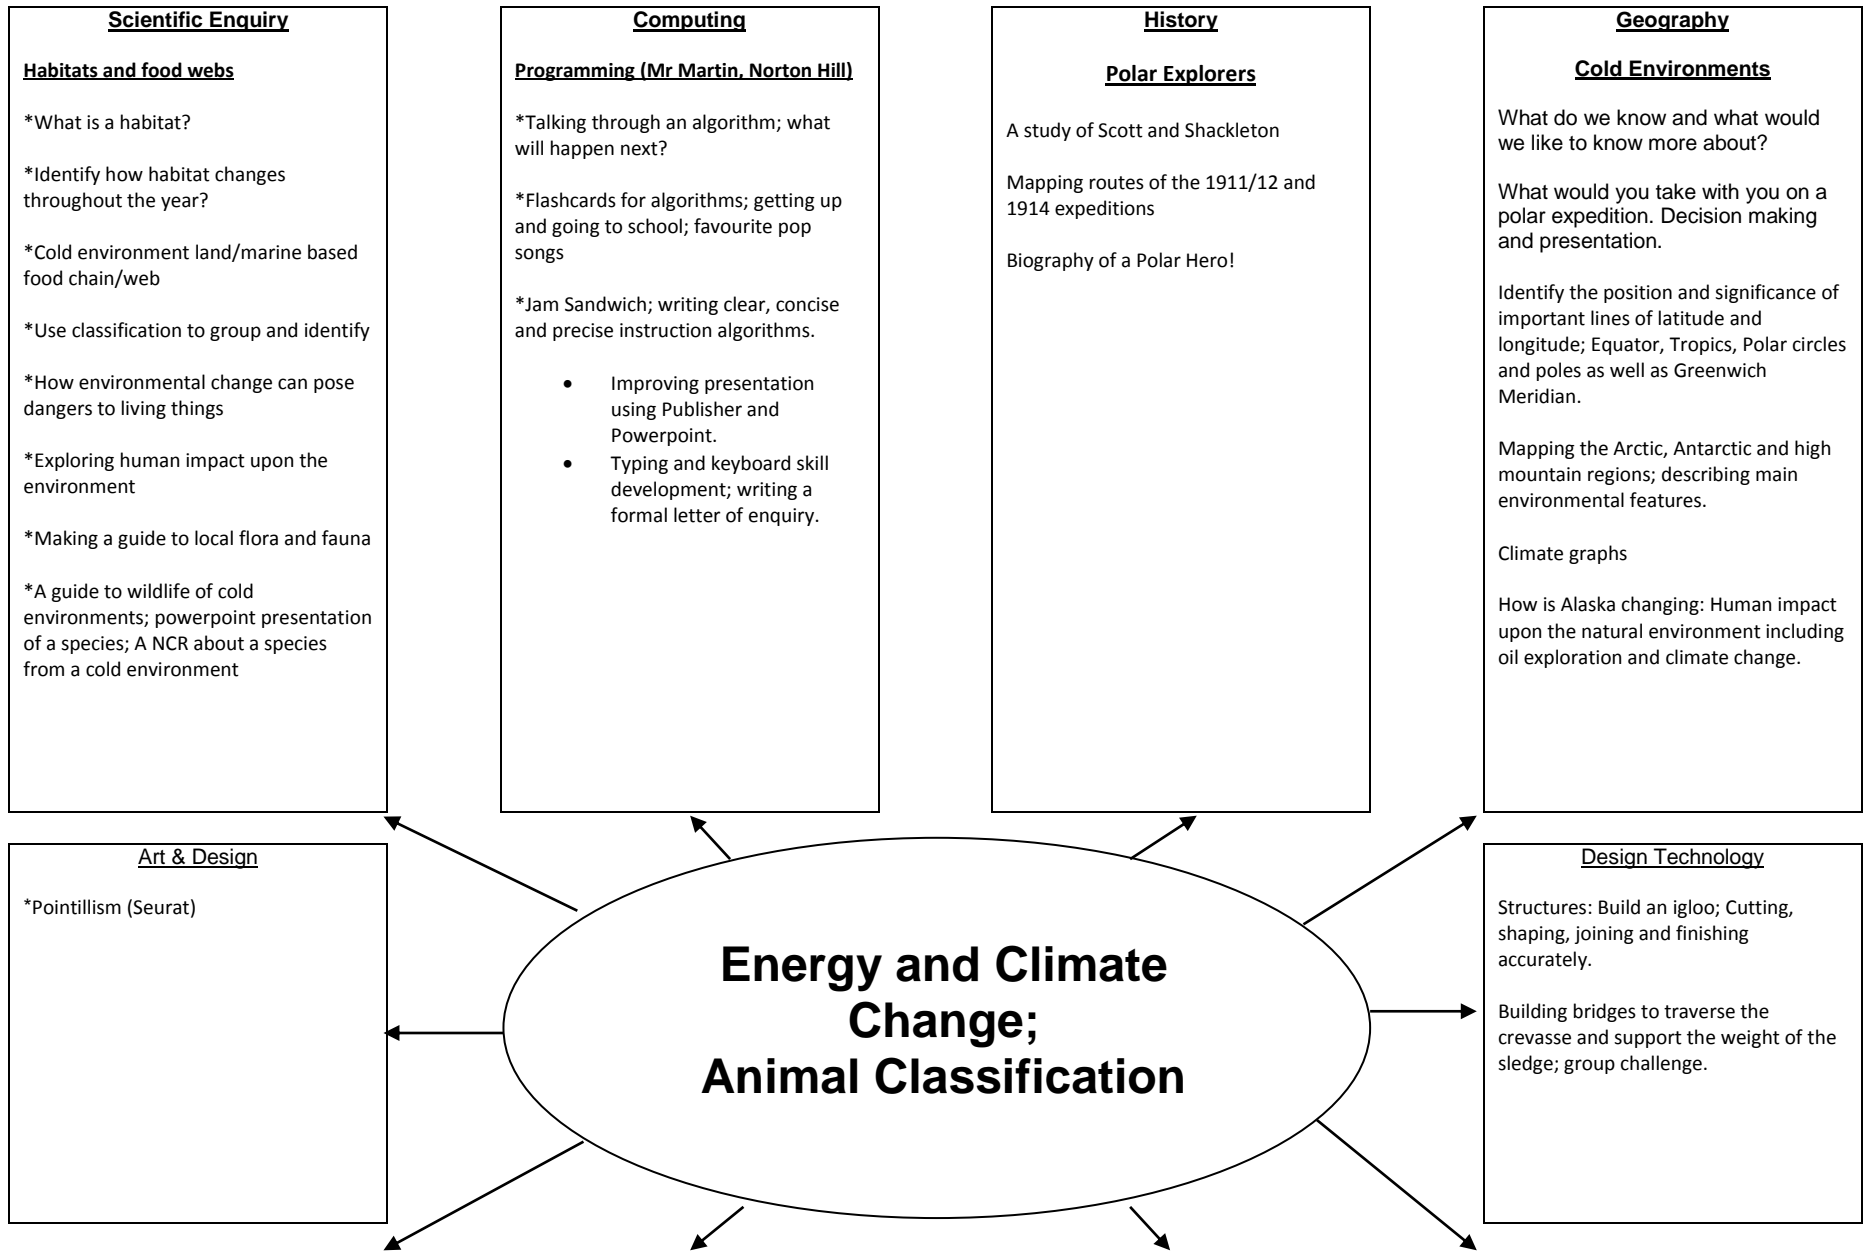 Scientific Enquiry
Habitats and food webs
*What is a habitat?
*Identify how habitat changes
throughout the year?
*Cold environment land/marine based
food chain/web
*Use classification to group and identify
*How environmental change can pose
dangers to living things
*Exploring human impact upon the
environment
*Making a guide to local flora and fauna
*A guide to wildlife of cold
environments; powerpoint presentation
of a species; A NCR about a species
from a cold environment
Computing
Programming (Mr Martin, Norton Hill)
*Talking through an algorithm; what
will happen next?
*Flashcards for algorithms; getting up
and going to school; favourite pop
songs
*Jam Sandwich; writing clear, concise
and precise instruction algorithms.
• Improving presentation
using Publisher and
Powerpoint.
• Typing and keyboard skill
development; writing a
formal letter of enquiry.
History
Polar Explorers
A study of Scott and Shackleton
Mapping routes of the 1911/12 and
1914 expeditions
Biography of a Polar Hero!
Geography
Cold Environments
What do we know and what would
we like to know more about?
What would you take with you on a
polar expedition. Decision making
and presentation.
Identify the position and significance of
important lines of latitude and
longitude; Equator, Tropics, Polar circles
and poles as well as Greenwich
Meridian.
Mapping the Arctic, Antarctic and high
mountain regions; describing main
environmental features.
Climate graphs
How is Alaska changing: Human impact
upon the natural environment including
oil exploration and climate change.
Art & Design
*Pointillism (Seurat)
Energy and Climate
Change;
Animal Classification
Design Technology
Structures: Build an igloo; Cutting,
shaping, joining and finishing
accurately.
Building bridges to traverse the
crevasse and support the weight of the
sledge; group challenge.